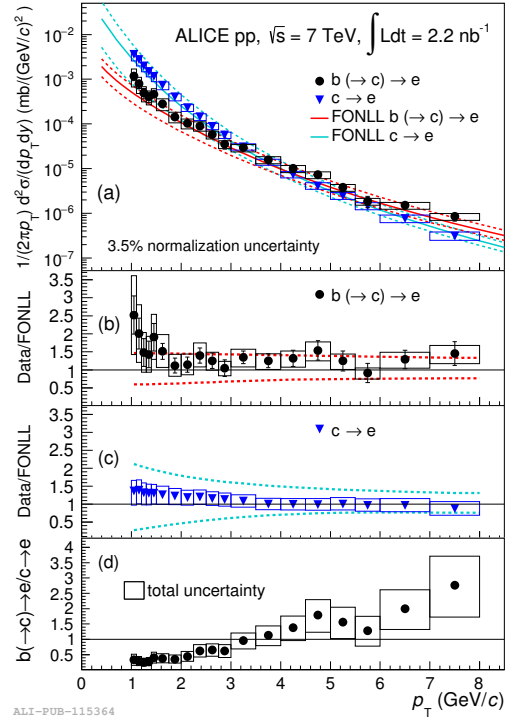 ALICE pp, √s = 7 TeV, ∫Ldt = 2.2 nb⁻¹
b (→ c) → e
c → e
FONLL b (→ c) → e
FONLL c → e
1/(2πp_T) d²σ/(dp_Tdy) (mb/(GeV/c)²)
10⁻²
10⁻³
10⁻⁴
10⁻⁵
10⁻⁶
10⁻⁷
(a)
3.5% normalization uncertainty
Data/FONLL
3.5
3
2.5
2
1.5
1
0.5
(b)
b (→ c) → e
Data/FONLL
3.5
3
2.5
2
1.5
1
0.5
(c)
c → e
b(→c)→e/c→e
4
3.5
3
2.5
2
1.5
1
0.5
(d)
total uncertainty
0 1 2 3 4 5 6 7 8
p_T (GeV/c)
ALI-PUB-115364